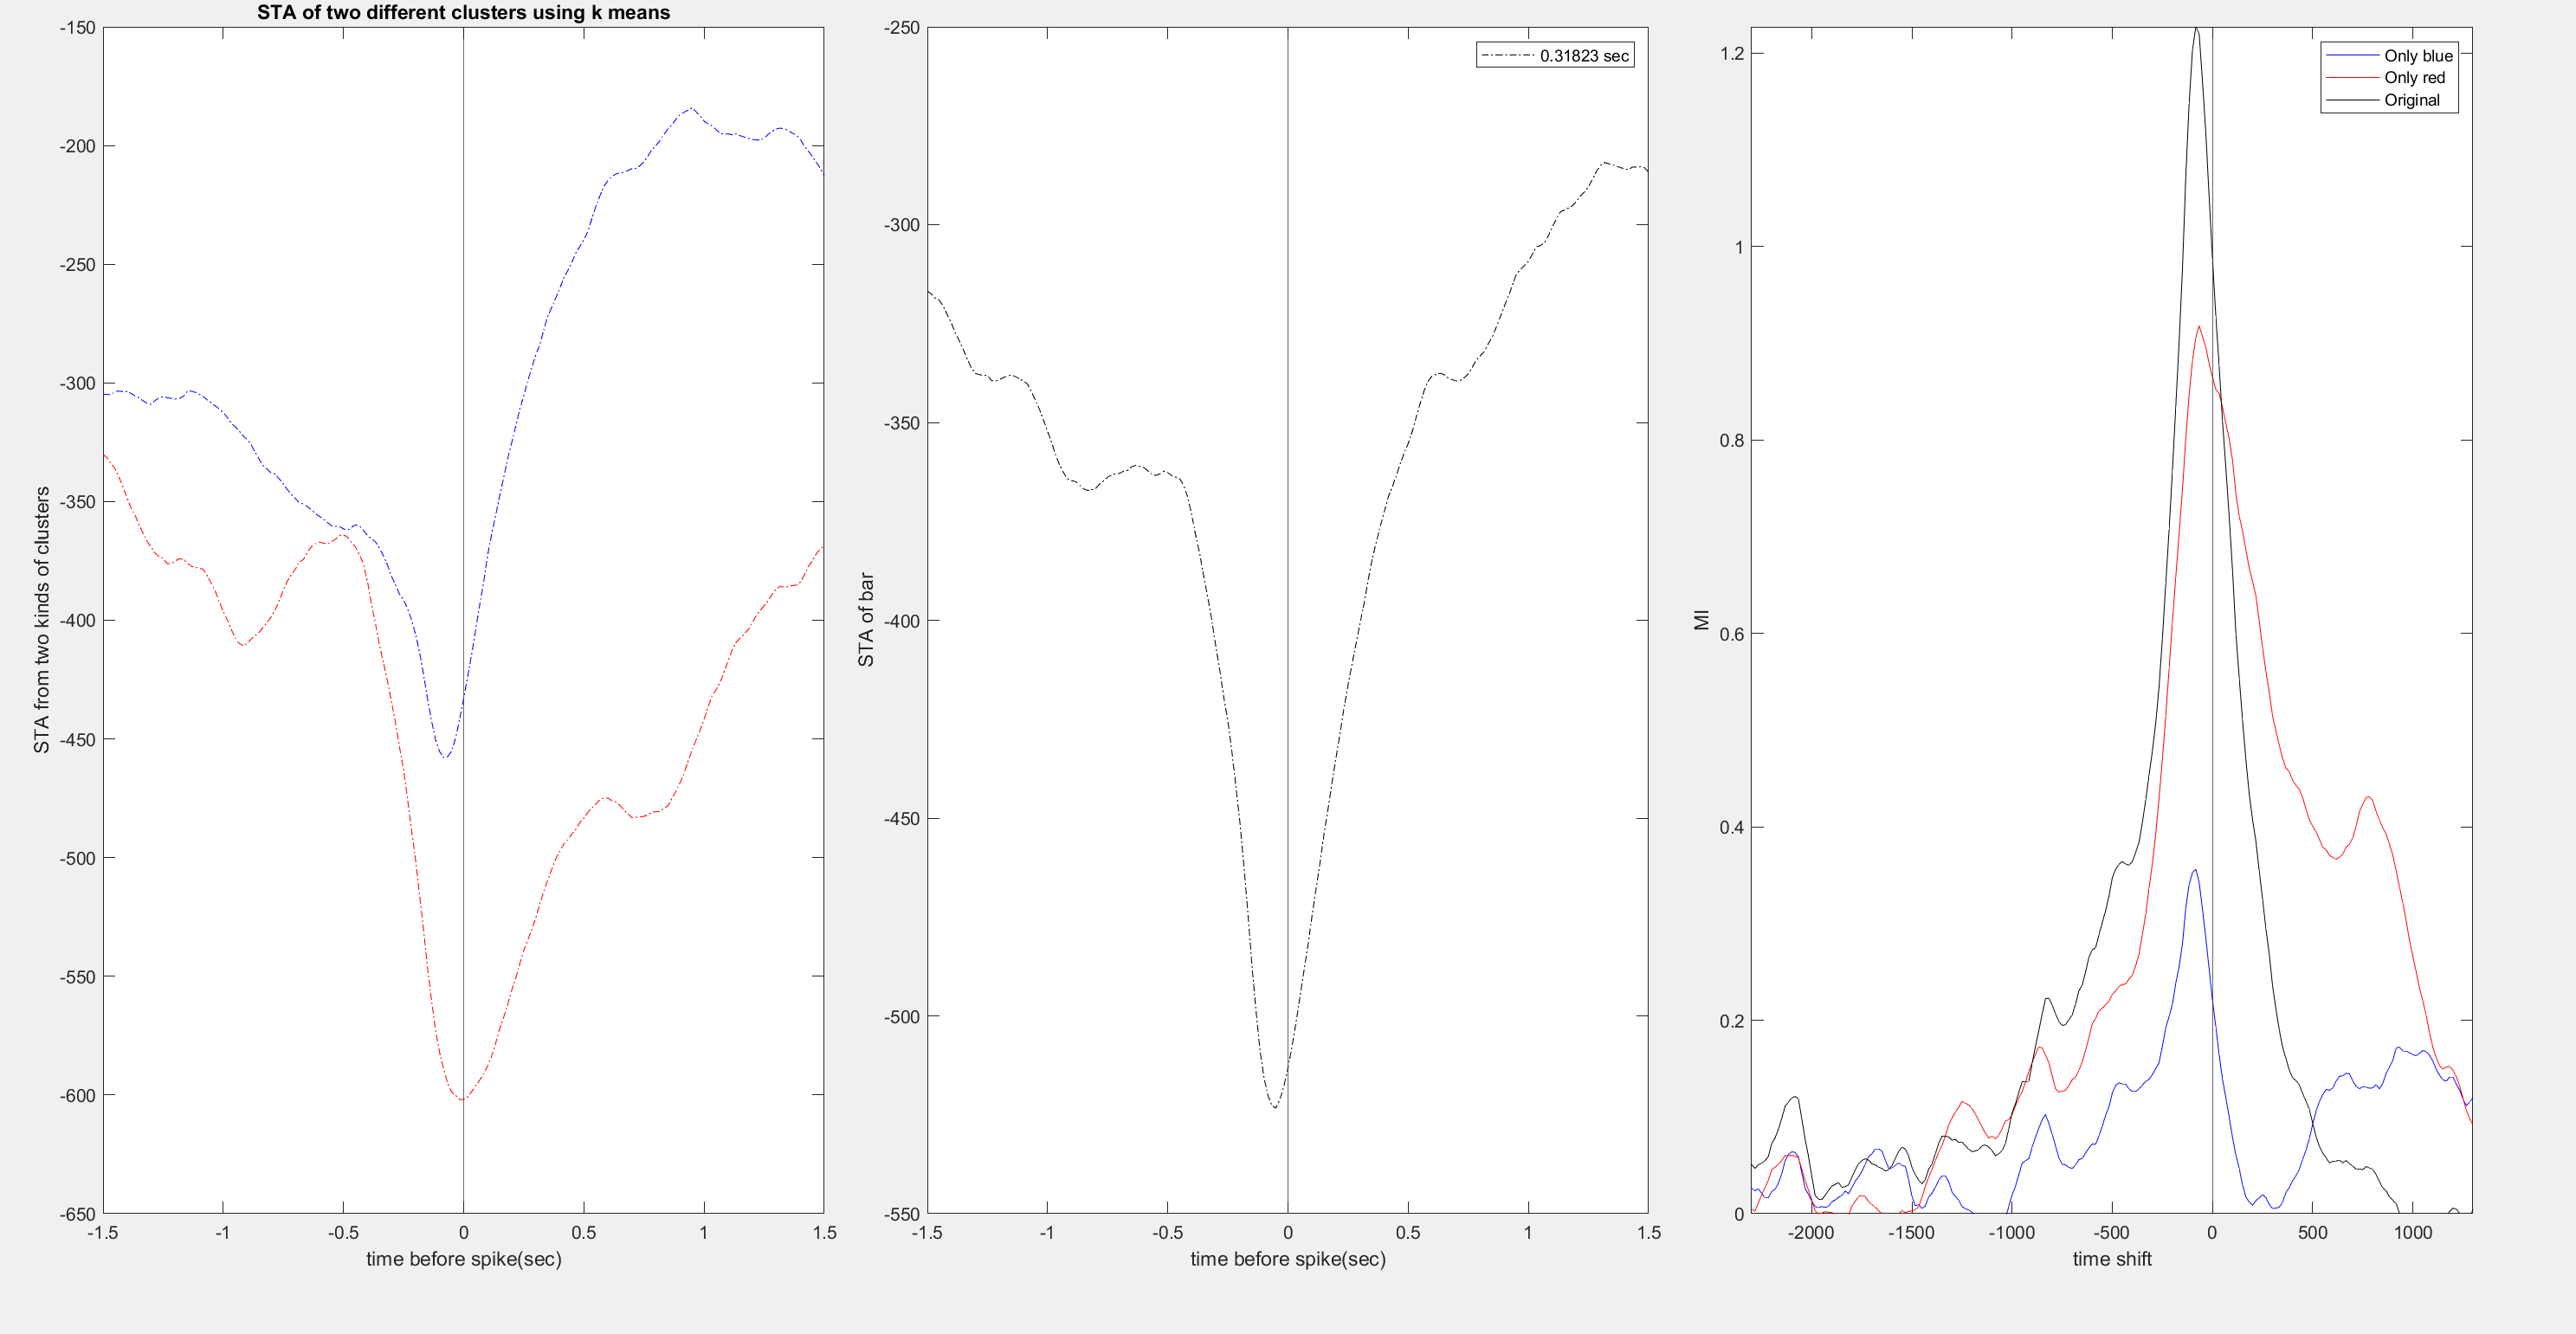 STA of two different clusters using k means
-150
-200
-250
-300
-350
-400
-450
-500
-550
-600
-650
-1.5 -1 -0.5 0 0.5 1 1.5
time before spike(sec)
STA from two kinds of clusters
-250
-300
-350
-400
-450
-500
-550
-1.5 -1 -0.5 0 0.5 1 1.5
time before spike(sec)
STA of bar
0.31823 sec
1.2
1
0.8
0.6
0.4
0.2
0
-2000 -1500 -1000 -500 0 500 1000
time shift
MI
Only blue
Only red
Original